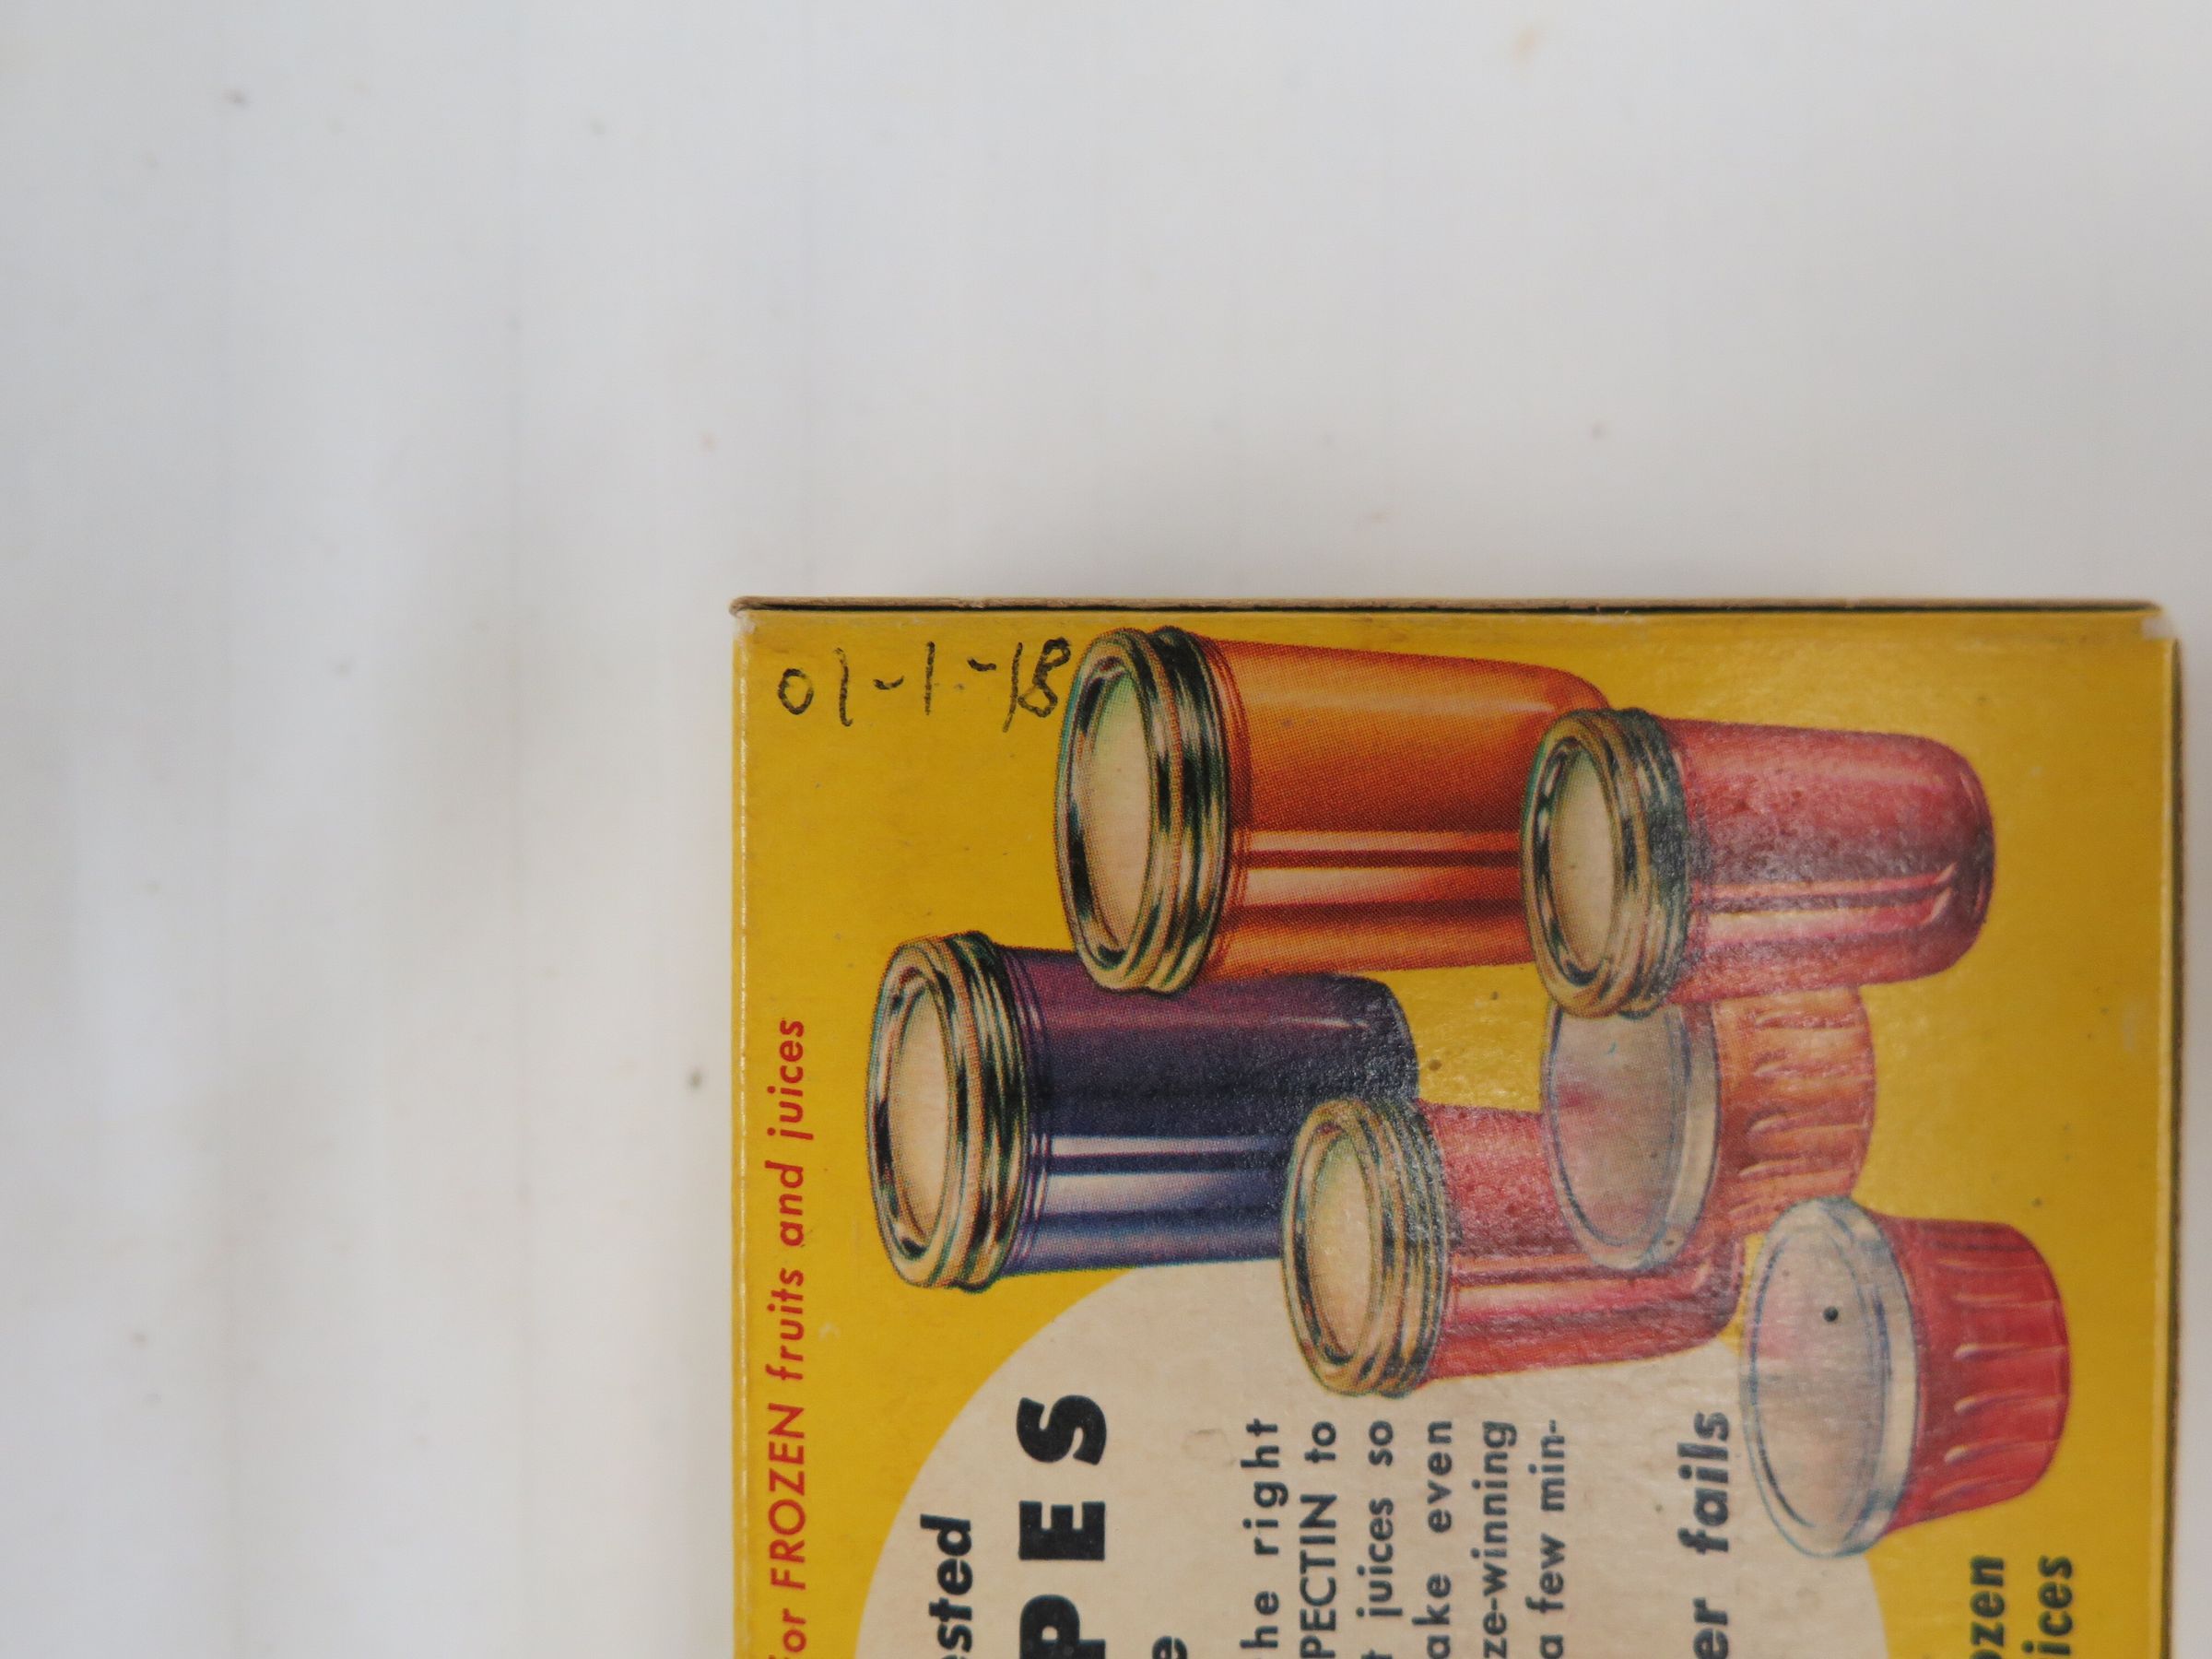 01-1-18
For FROZEN fruits and juices
ested
PES
e
he right
PECTIN to
t juices so
ake even
ze-winning
a few min-
er fails
ozen
ices